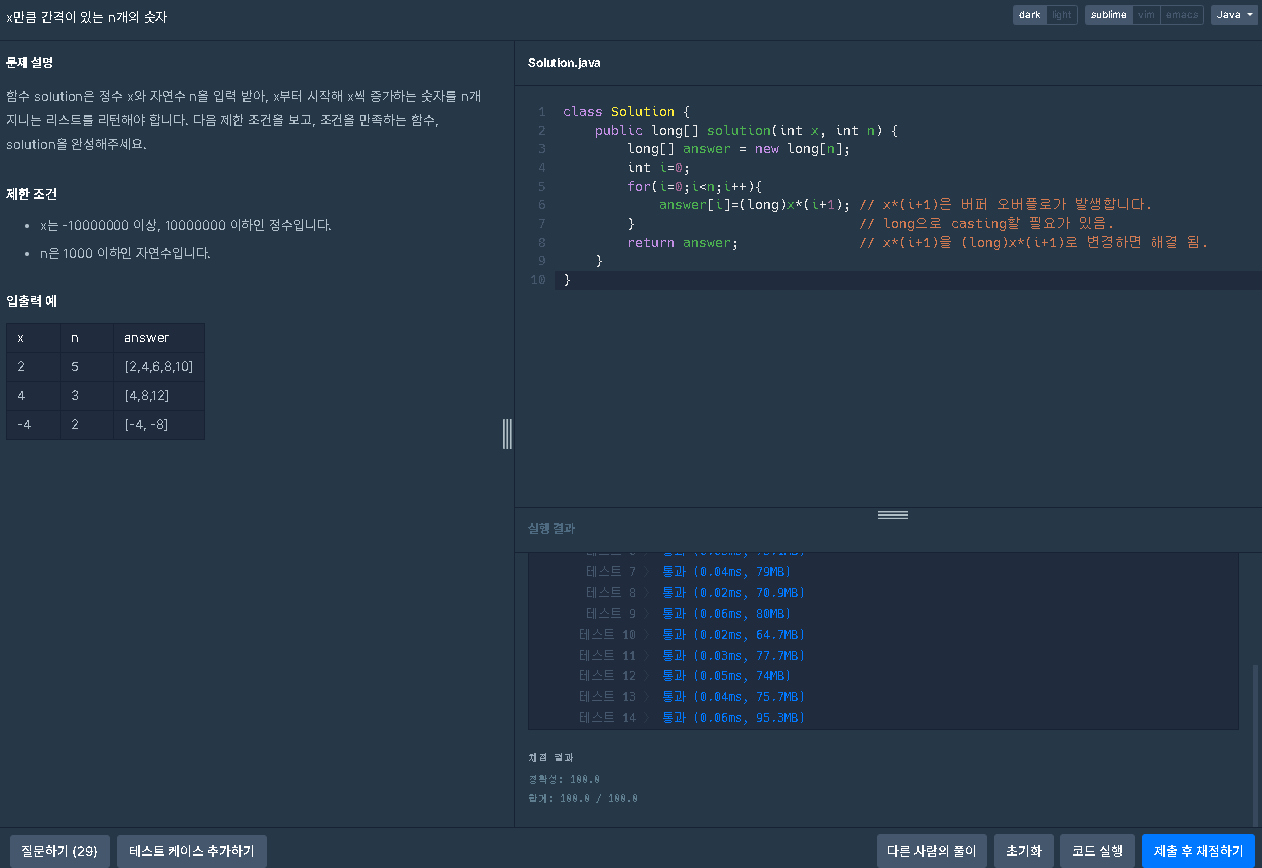 x만큼 간격이 있는 n개의 숫자
dark light sublime vim emacs Java
문제 설명
함수 solution은 정수 x와 자연수 n을 입력 받아, x부터 시작해 x씩 증가하는 숫자를 n개
지니는 리스트를 리턴해야 합니다. 다음 제한 조건을 보고, 조건을 만족하는 함수,
solution을 완성해주세요.
제한 조건
• x는 -10000000 이상, 10000000 이하인 정수입니다.
• n은 1000 이하인 자연수입니다.
입출력 예
x n answer
2 5 [2,4,6,8,10]
4 3 [4,8,12]
-4 2 [-4, -8]
Solution.java
1 class Solution {
2 public long[] solution(int x, int n) {
3 long[] answer = new long[n];
4 int i=0;
5 for(i=0;i<n;i++){
6 answer[i]=(long)x*(i+1); // x*(i+1)은 버퍼 오버플로가 발생합니다.
7 } // long으로 casting할 필요가 있음.
8 return answer; // x*(i+1)을 (long)x*(i+1)로 변경하면 해결 됨.
9 }
10 }
실행 결과
테스트 7 〉 통과 (0.04ms, 79MB)
테스트 8 〉 통과 (0.02ms, 70.9MB)
테스트 9 〉 통과 (0.06ms, 80MB)
테스트 10 〉 통과 (0.02ms, 64.7MB)
테스트 11 〉 통과 (0.03ms, 77.7MB)
테스트 12 〉 통과 (0.05ms, 74MB)
테스트 13 〉 통과 (0.04ms, 75.7MB)
테스트 14 〉 통과 (0.06ms, 95.3MB)
채점 결과
정확성: 100.0
합계: 100.0 / 100.0
질문하기 (29) 테스트 케이스 추가하기 다른 사람의 풀이 초기화 코드 실행 제출 후 채점하기